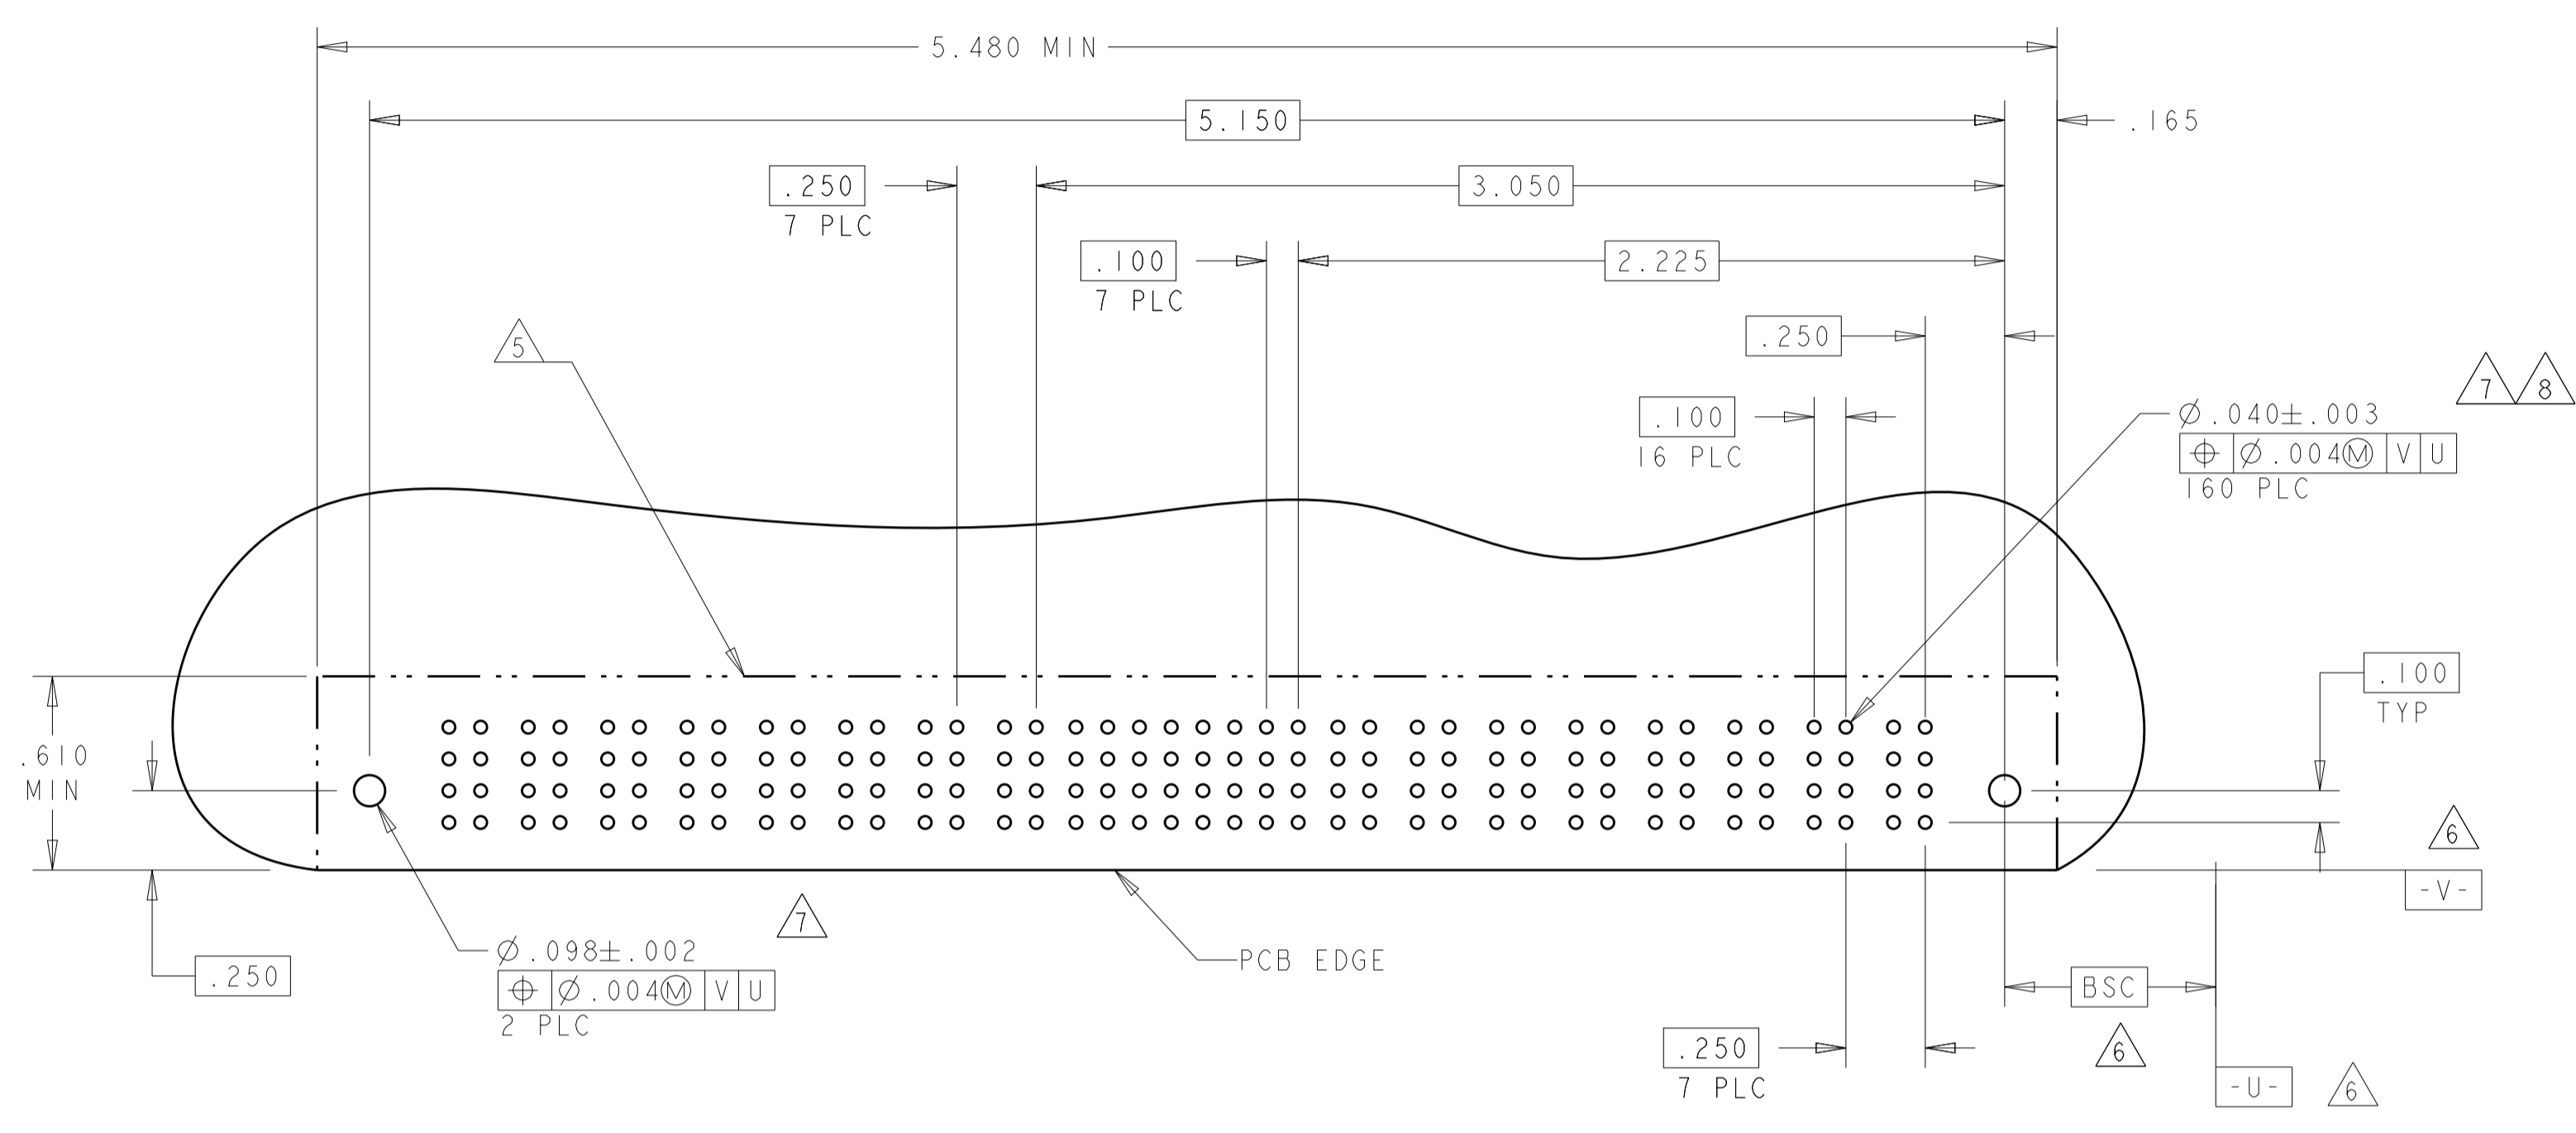 5.480 MIN
5.150
.165
.250
7 PLC
3.050
.100
7 PLC
2.225
.250
5
.100
16 PLC
7 8
Ø.040±.003
⌖ Ø.004Ⓜ V U
160 PLC
.610
MIN
.100
TYP
6
-V-
7
Ø.098±.002
⌖ Ø.004Ⓜ V U
2 PLC
.250
PCB EDGE
BSC
6
.250
7 PLC
-U-
6